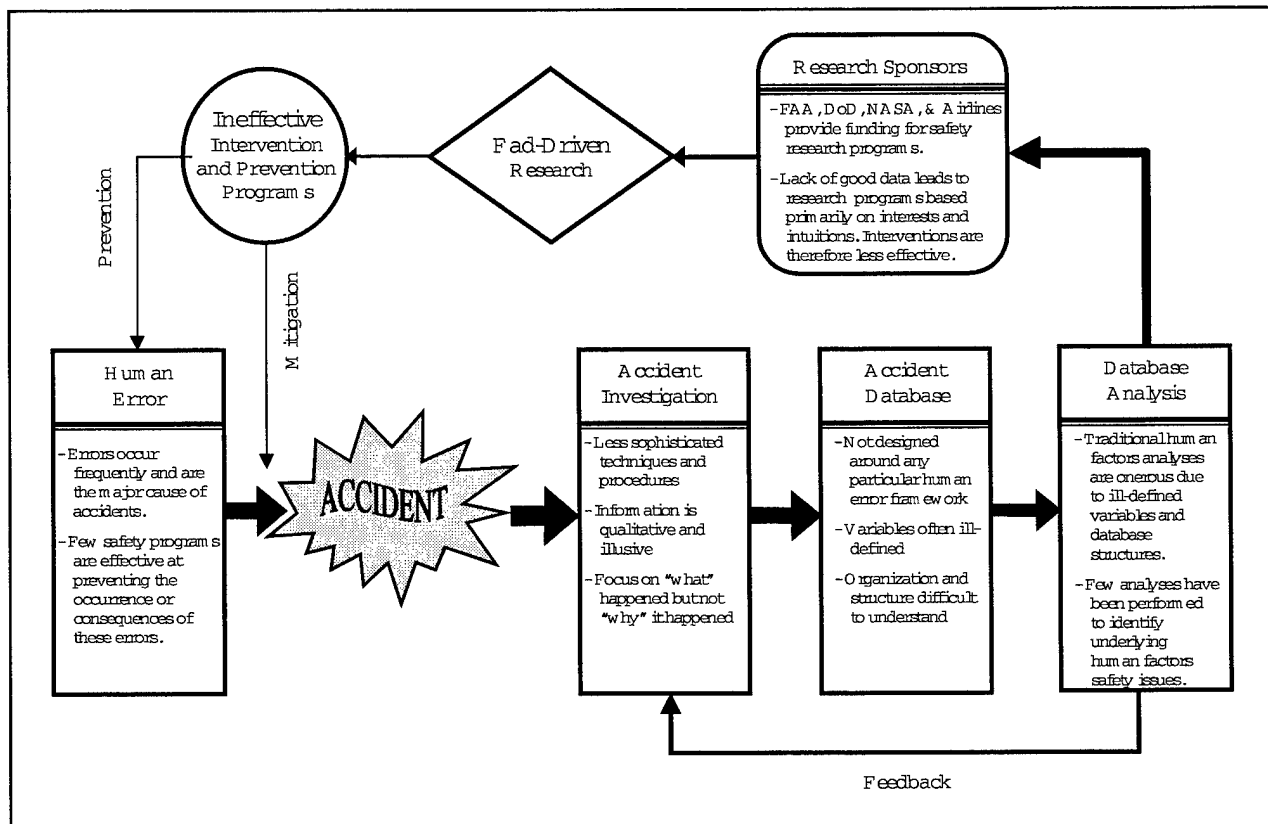 Research Sponsors
-FAA, DoD, NASA, & Airlines
provide funding for safety
research programs.
-Lack of good data leads to
research programs based
primarily on interests and
intuitions. Interventions are
therefore less effective.
Fad-Driven
Research
Ineffective
Intervention
and Prevention
Programs
Prevention
Mitigation
Human
Error
-Errors occur
frequently and are
the major cause of
accidents.
-Few safety programs
are effective at
preventing the
occurrence or
consequences of
these errors.
ACCIDENT
Accident
Investigation
-Less sophisticated
techniques and
procedures
-Information is
qualitative and
illusive
-Focus on "what"
happened but not
"why" it happened
Accident
Database
-Not designed
around any
particular human
error framework
-Variables often ill-
defined
-Organization and
structure difficult
to understand
Database
Analysis
-Traditional human
factors analyses
are onerous due
to ill-defined
variables and
database
structures.
-Few analyses have
been performed
to identify
underlying
human factors
safety issues.
Feedback